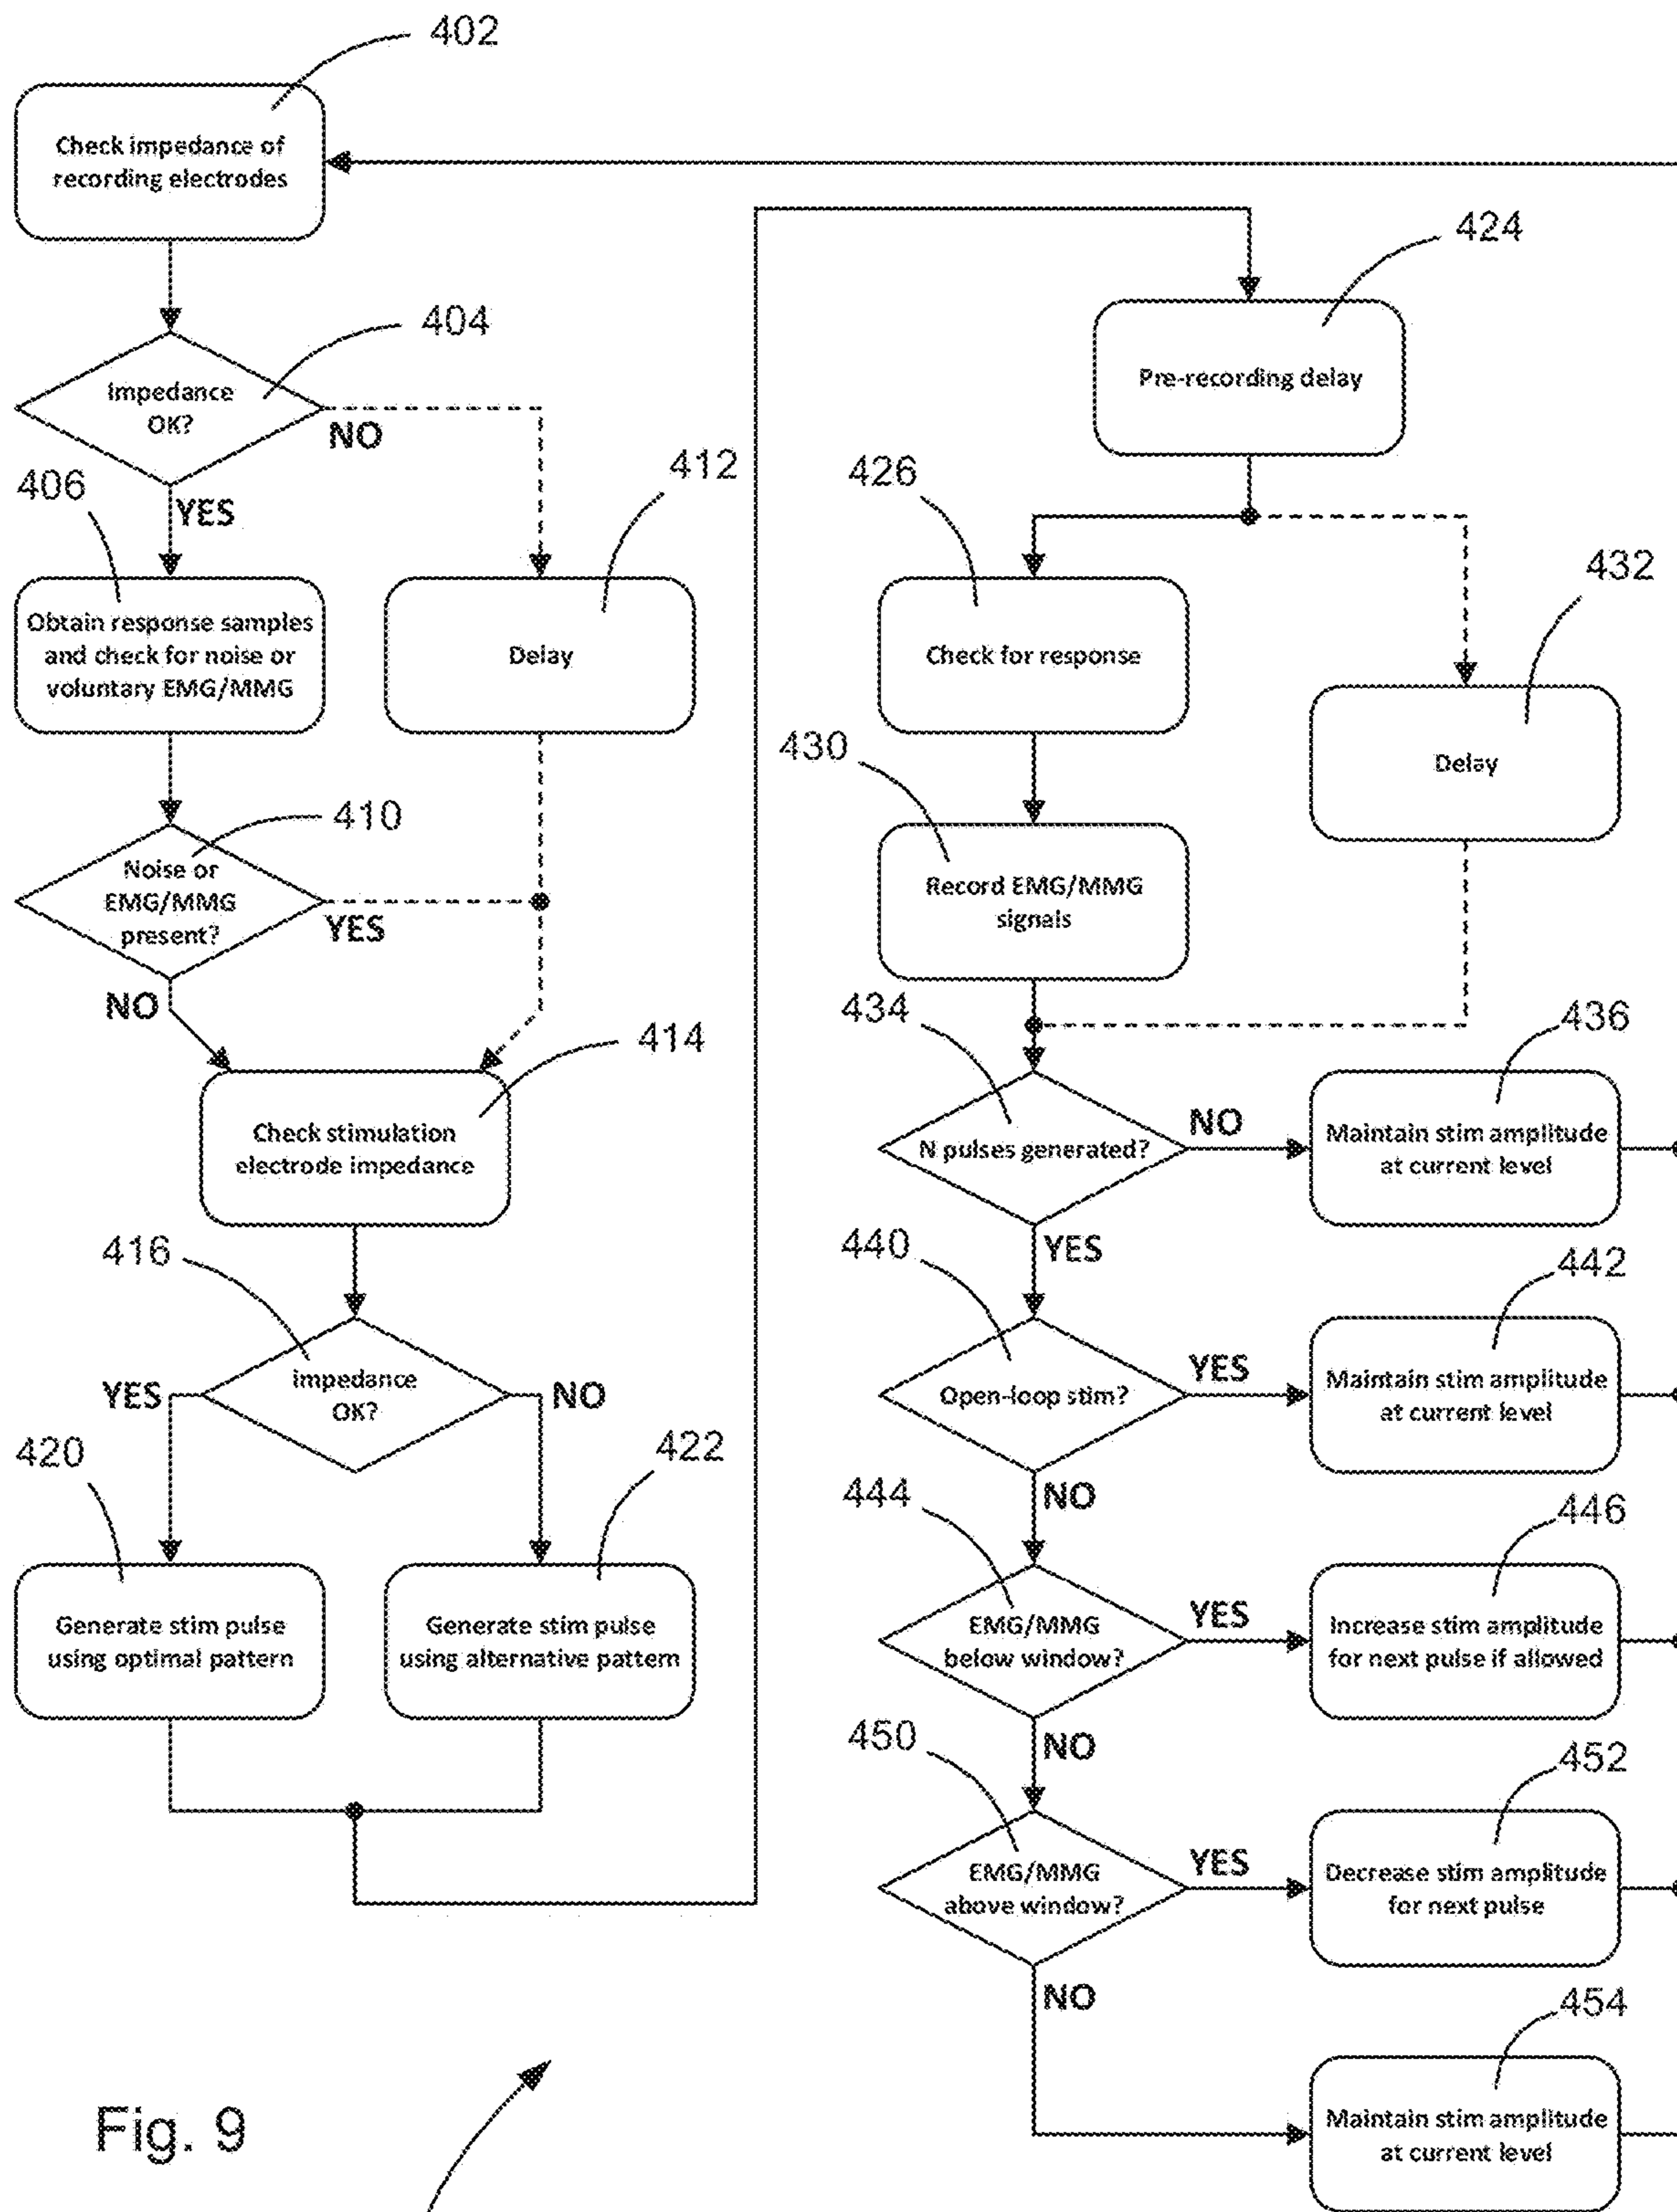 402
Check impedance of
recording electrodes
404
Impedance
OK?
NO
YES
406
412
Obtain response samples
and check for noise or
voluntary EMG/MMG
Delay
410
Noise or
EMG/MMG
present?
YES
NO
414
Check stimulation
electrode impedance
416
Impedance
OK?
YES
NO
420
422
Generate stim pulse
using optimal pattern
Generate stim pulse
using alternative pattern
424
Pre-recording delay
426
Check for response
432
Delay
430
Record EMG/MMG
signals
434
N pulses generated?
NO
436
Maintain stim amplitude
at current level
YES
440
Open-loop stim?
YES
442
Maintain stim amplitude
at current level
NO
444
EMG/MMG
below window?
YES
446
Increase stim amplitude
for next pulse if allowed
NO
450
EMG/MMG
above window?
YES
452
Decrease stim amplitude
for next pulse
NO
454
Maintain stim amplitude
at current level
Fig. 9